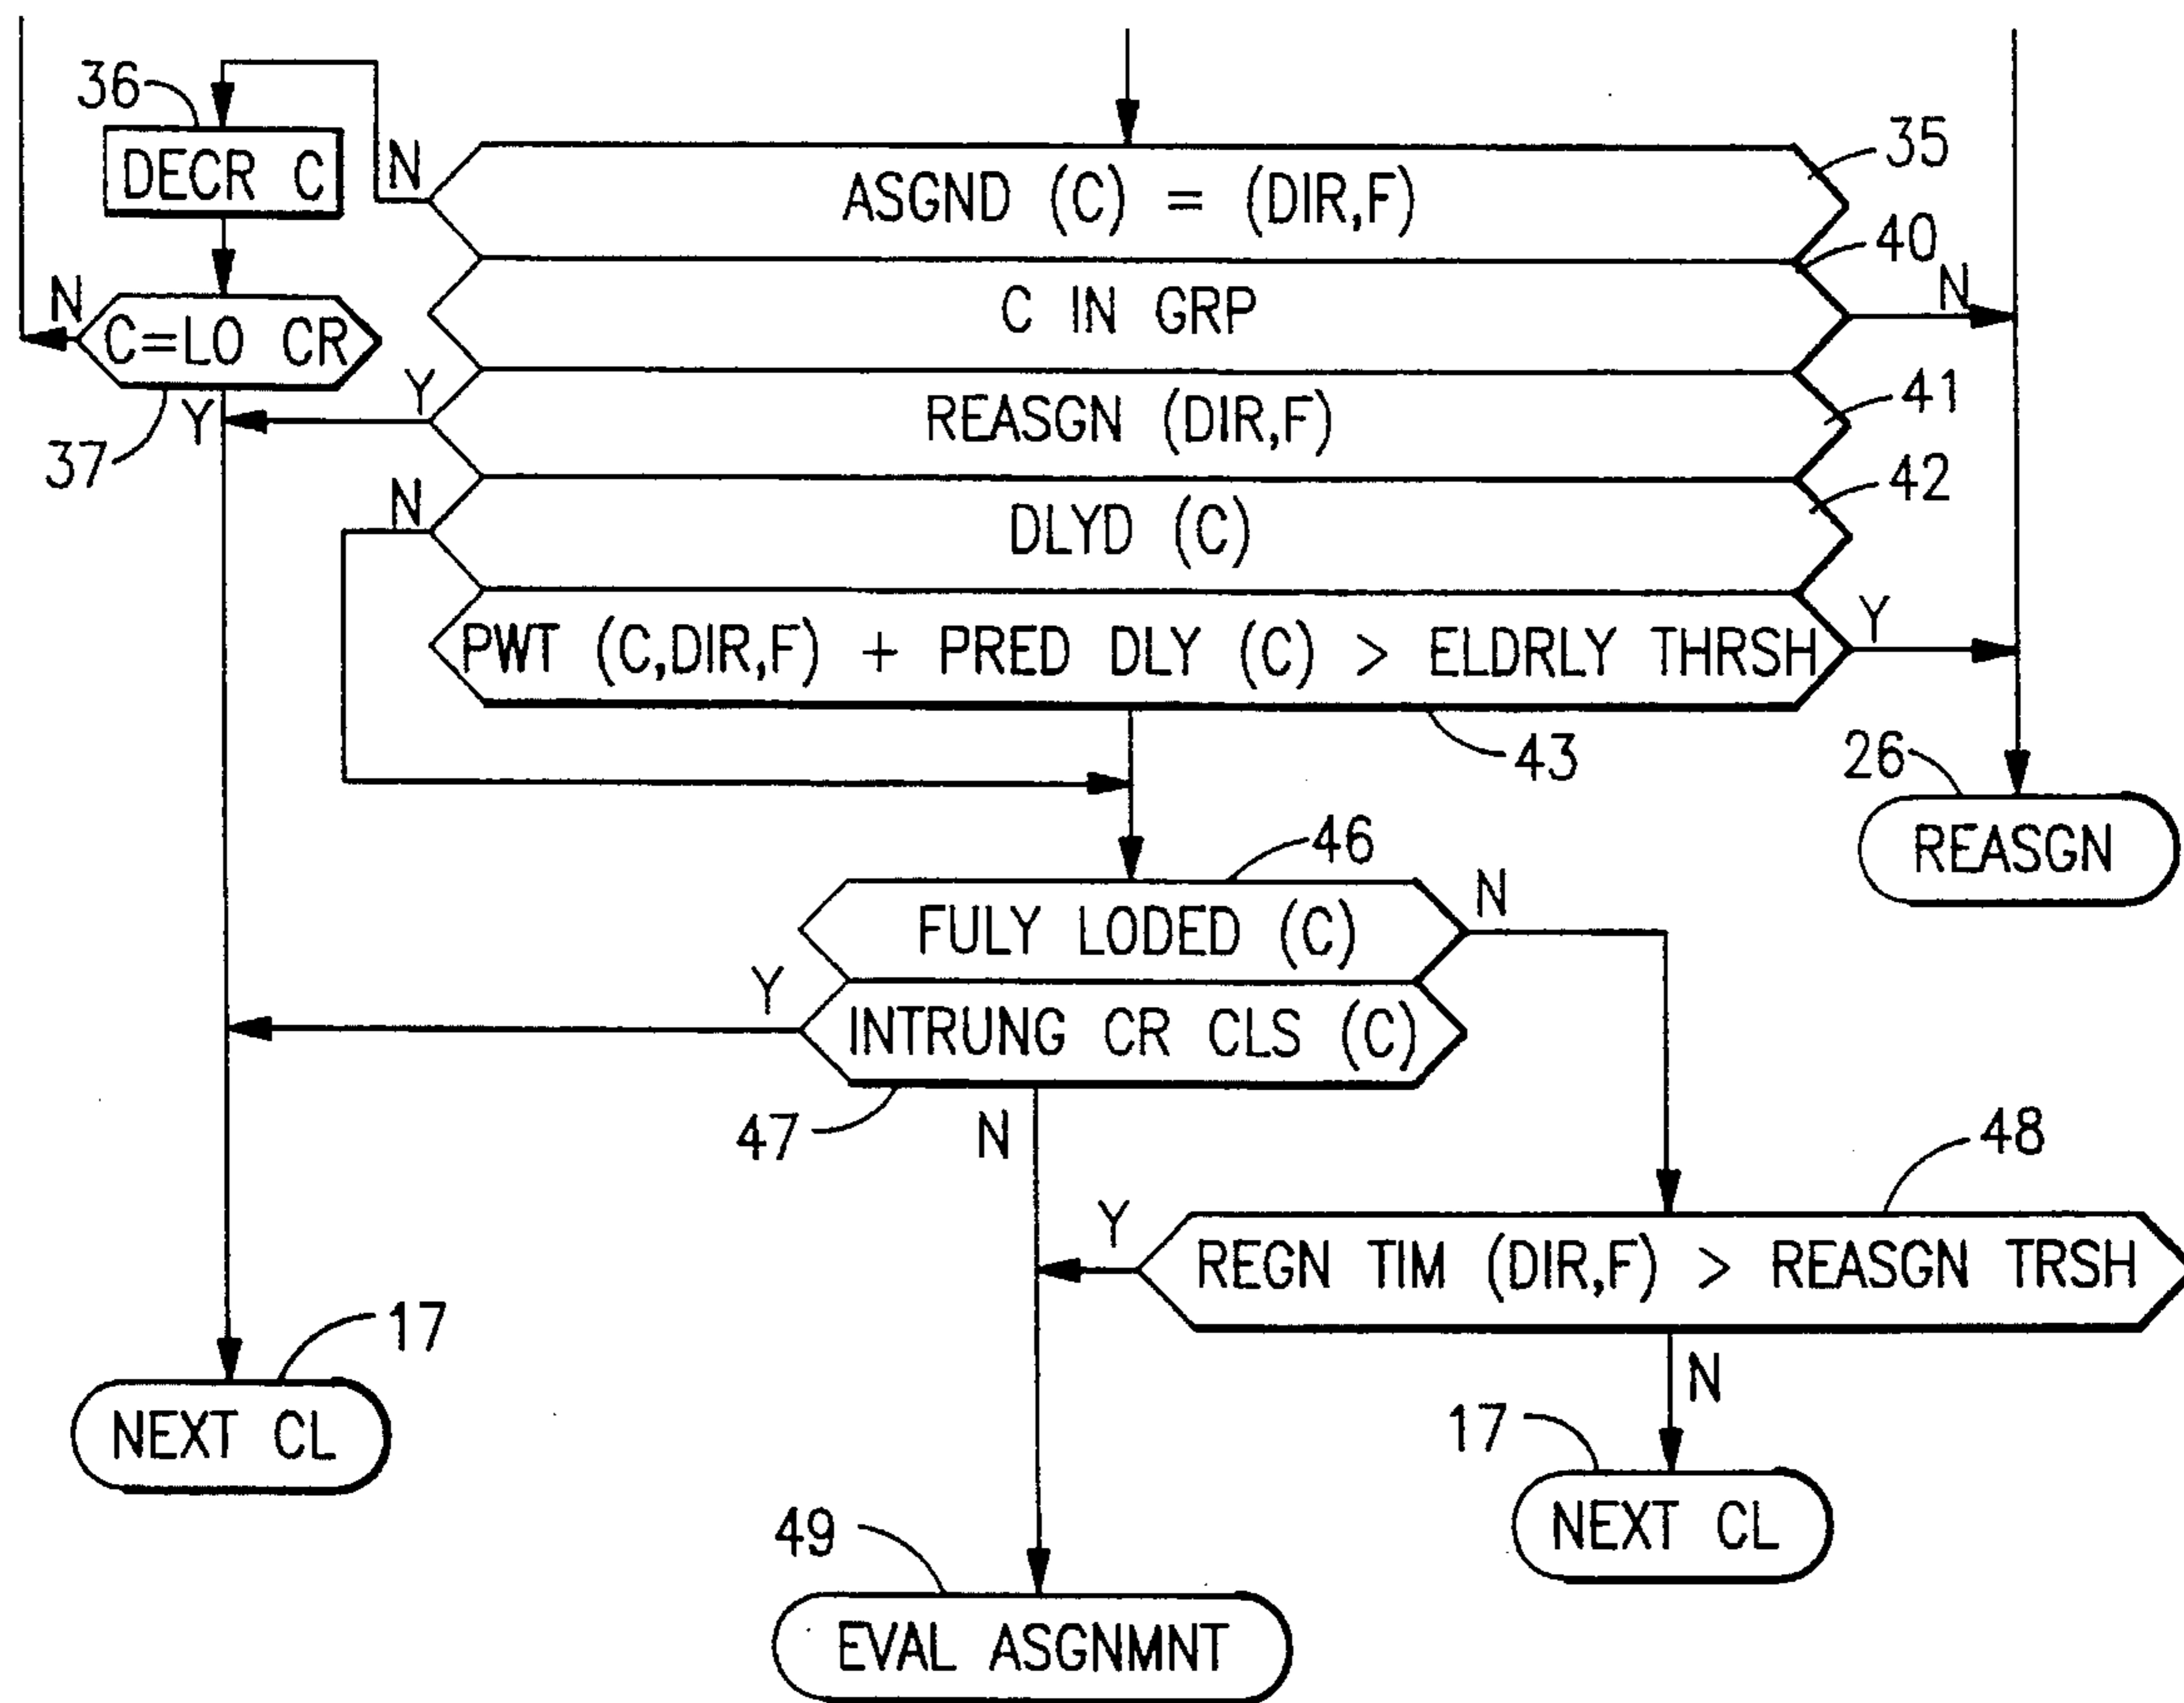 36
DECR C
N
ASGND (C) = (DIR,F)
35
40
N
C=LO CR
C IN GRP
N
Y
37
Y
REASGN (DIR,F)
41
N
DLYD (C)
42
PWT (C,DIR,F) + PRED DLY (C) > ELDRLY THRSH
Y
43
26
REASGN
46
FULY LODED (C)
N
Y
INTRUNG CR CLS (C)
47
N
48
Y
REGN TIM (DIR,F) > REASGN TRSH
17
N
NEXT CL
17
NEXT CL
49
EVAL ASGNMNT